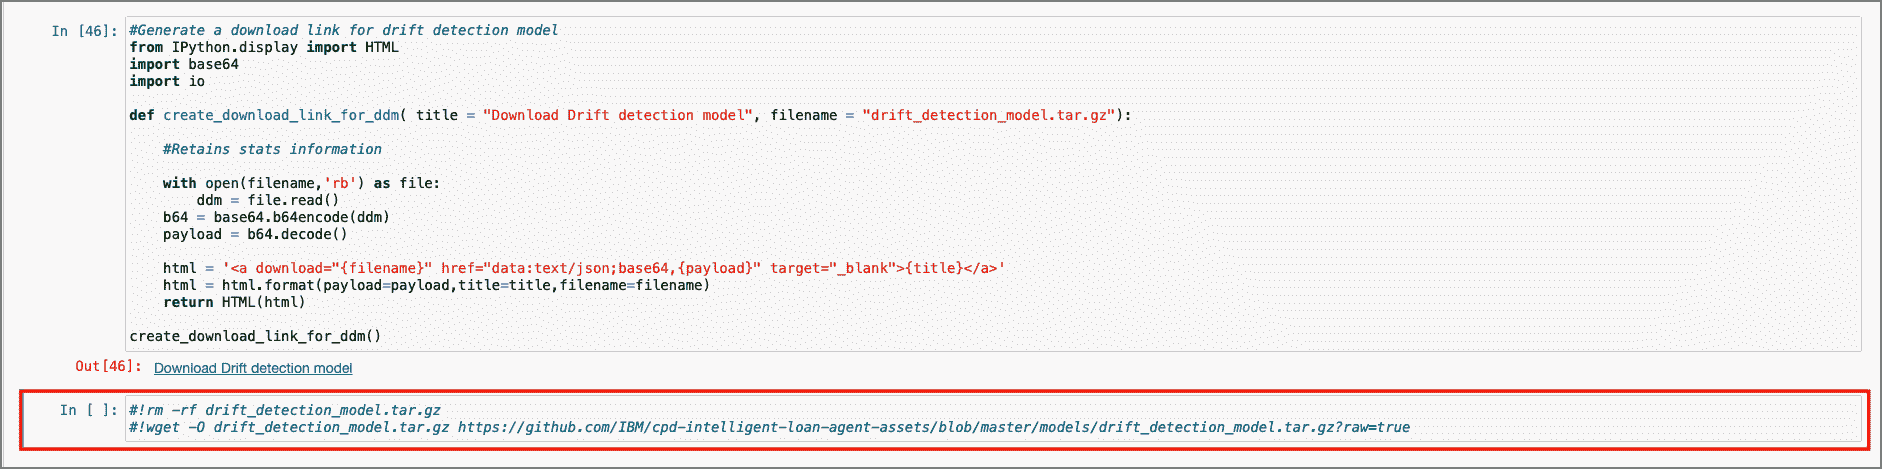 In [46]: #Generate a download link for drift detection model
from IPython.display import HTML
import base64
import io
def create_download_link_for_ddm( title = "Download Drift detection model", filename = "drift_detection_model.tar.gz"):
#Retains stats information
with open(filename,'rb') as file:
ddm = file.read()
b64 = base64.b64encode(ddm)
payload = b64.decode()
html = '<a download="{filename}" href="data:text/json;base64,{payload}" target="_blank">{title}</a>'
html = html.format(payload=payload,title=title,filename=filename)
return HTML(html)
create_download_link_for_ddm()
Out[46]: Download Drift detection model
In [ ]: #!rm -rf drift_detection_model.tar.gz
#!wget -O drift_detection_model.tar.gz https://github.com/IBM/cpd-intelligent-loan-agent-assets/blob/master/models/drift_detection_model.tar.gz?raw=true